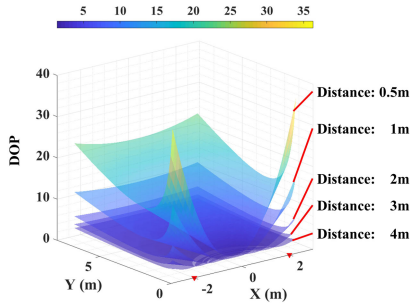 5 10 15 20 25 30 35
40
30
20
10
0
DOP
5
0
Y (m)
-2
0
2
X (m)
Distance: 0.5m
Distance: 1m
Distance: 2m
Distance: 3m
Distance: 4m